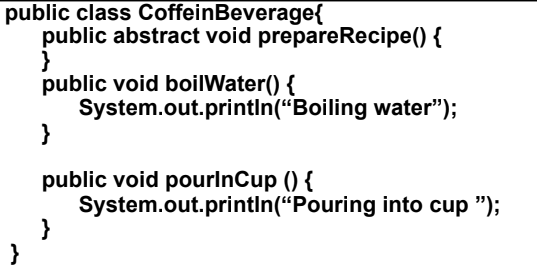 public class CoffeinBeverage{
public abstract void prepareRecipe() {
}
public void boilWater() {
System.out.println(“Boiling water”);
}
public void pourInCup () {
System.out.println(“Pouring into cup ”);
}
}